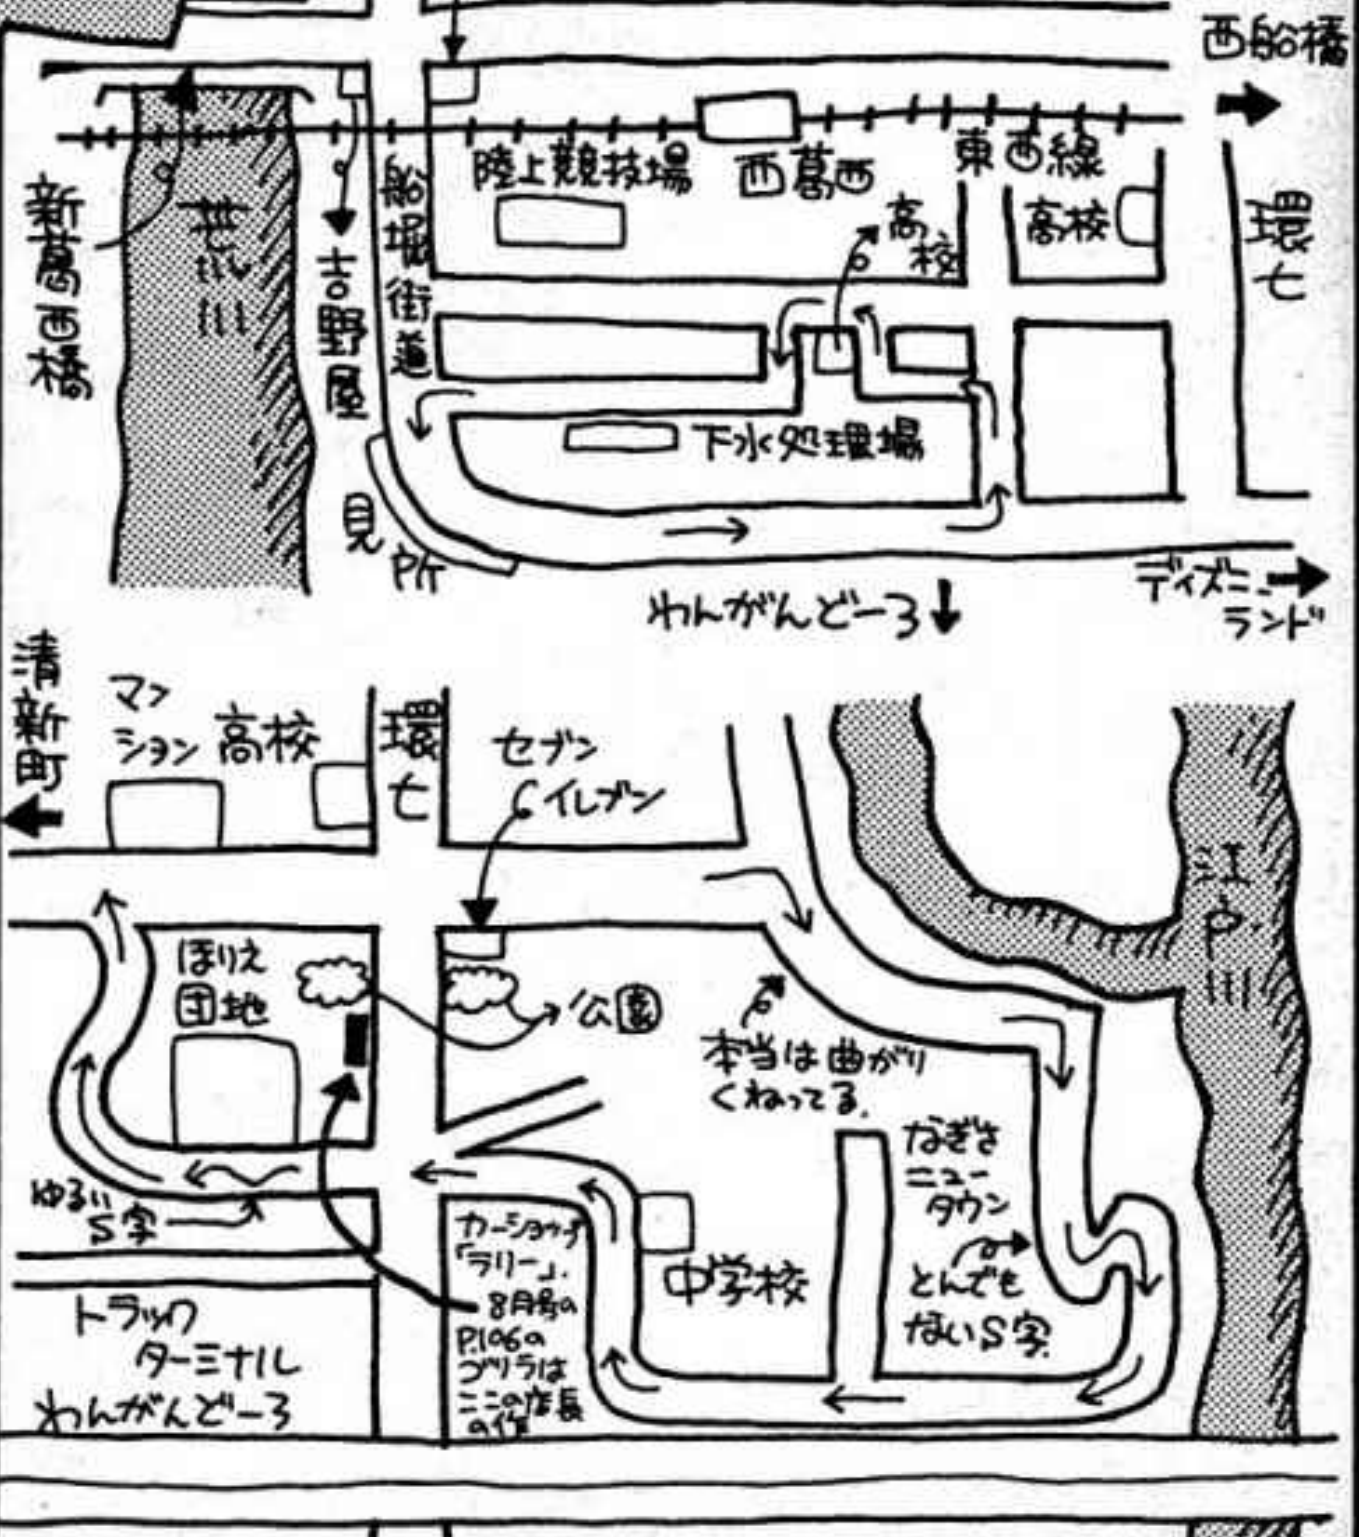 西船橋
新葛西橋
荒川
吉野屋
船堀街道
陸上競技場
西葛西
東西線
高校
高校
環七
下水処理場
見所
わんがんどーろ
ディズニー
ランド
清新町
マン
ション
高校
環七
セブン
イレブン
江戸川
ほりえ
団地
公園
本当は曲がり
くねってる.
なぎさ
ニュー
タウン
とんでも
ないS字.
ゆるい
S字
カーショップ
「ラリー」.
8月号の
P.106の
ゴリラは
ここの店長
の作
中学校
トラック
ターミナル
わんがんどーろ